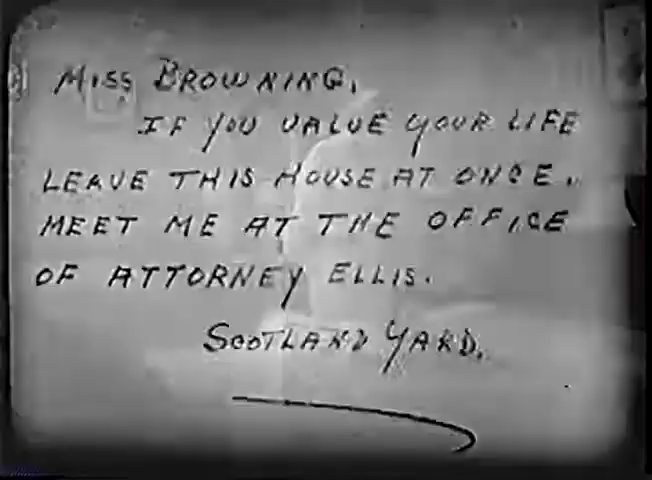 Miss BROWNING,
IF YOU VALUE YOUR LIFE
LEAVE THIS HOUSE AT ONCE.
MEET ME AT THE OFFICE
OF ATTORNEY ELLIS.
SCOTLAND YARD.